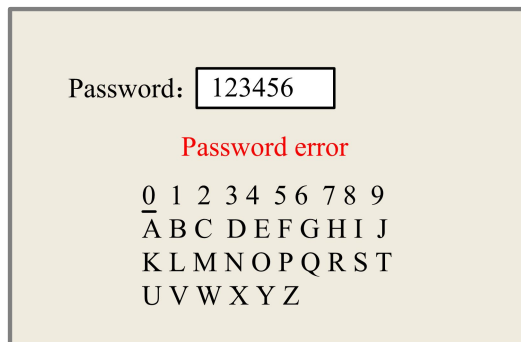 Password: 123456
Password error
0 1 2 3 4 5 6 7 8 9
A B C D E F G H I J
K L M N O P Q R S T
U V W X Y Z